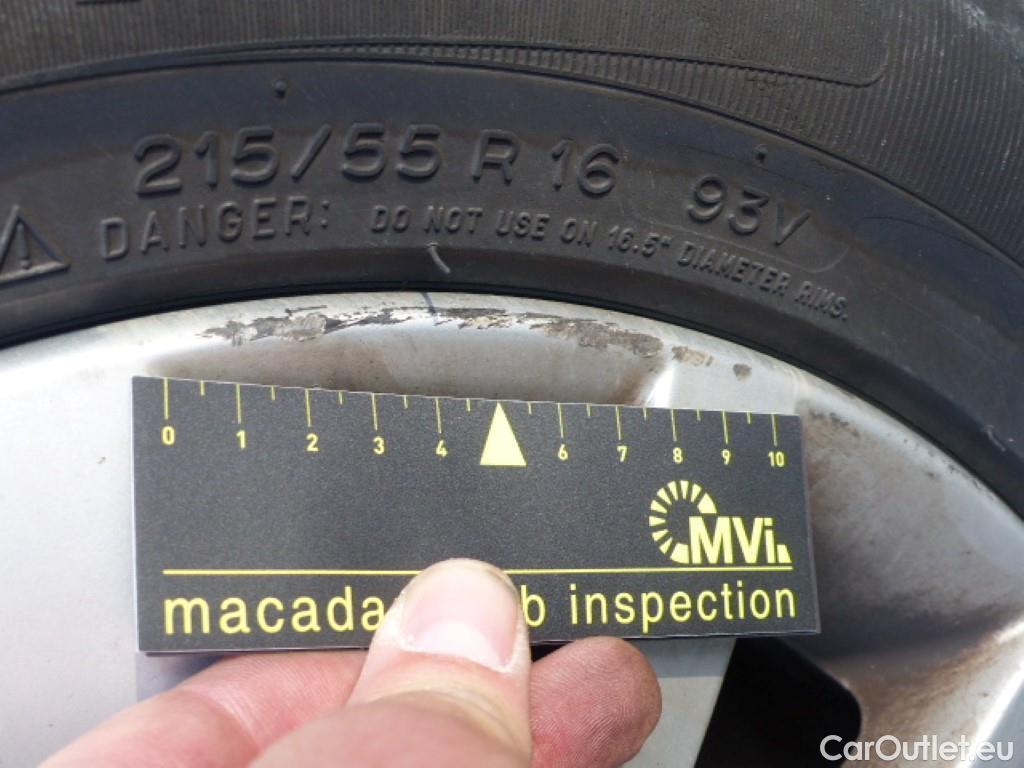 215/55 R 16 93V
DANGER: DO NOT USE ON 16.5" DIAMETER RIMS.
0 1 2 3 4 6 7 8 9 10
MVi
macada b inspection
CarOutlet.eu